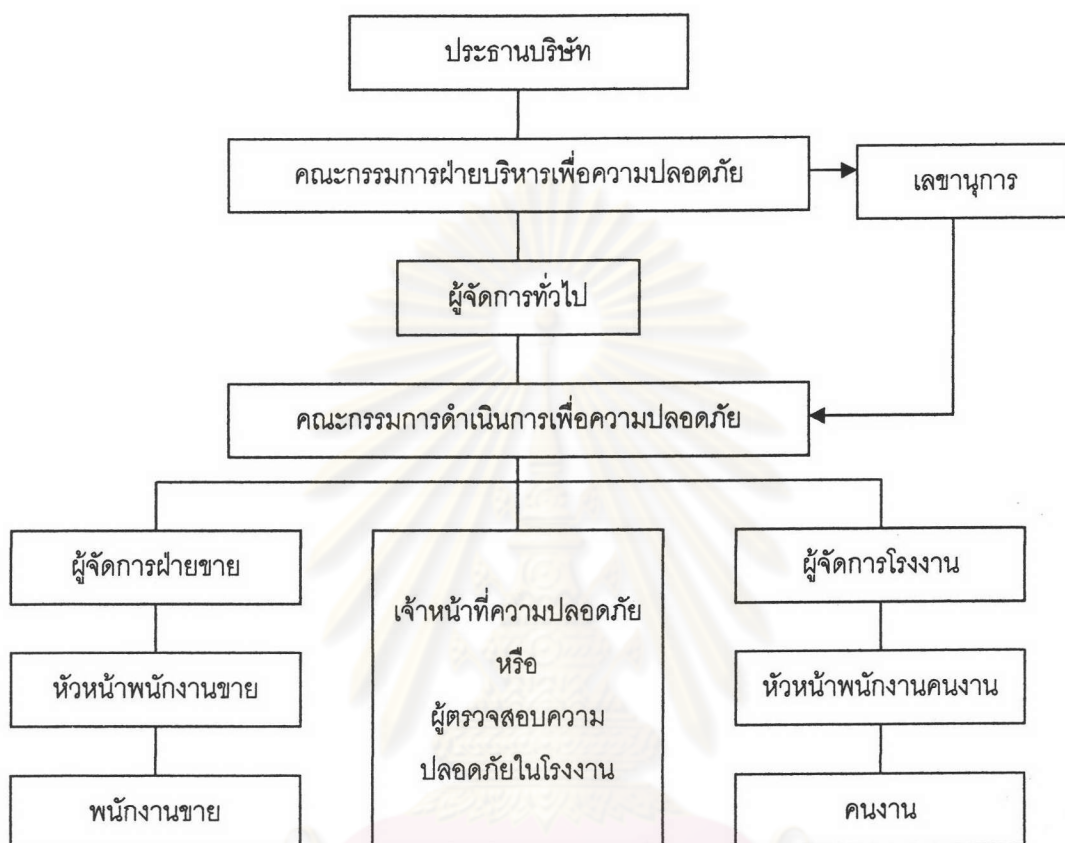 ประธานบริษัท
คณะกรรมการฝ่ายบริหารเพื่อความปลอดภัย
เลขานุการ
ผู้จัดการทั่วไป
คณะกรรมการดำเนินการเพื่อความปลอดภัย
ผู้จัดการฝ่ายขาย
ผู้จัดการโรงงาน
เจ้าหน้าที่ความปลอดภัย
หรือ
ผู้ตรวจสอบความ
ปลอดภัยในโรงงาน
หัวหน้าพนักงานขาย
หัวหน้าพนักงานคนงาน
พนักงานขาย
คนงาน